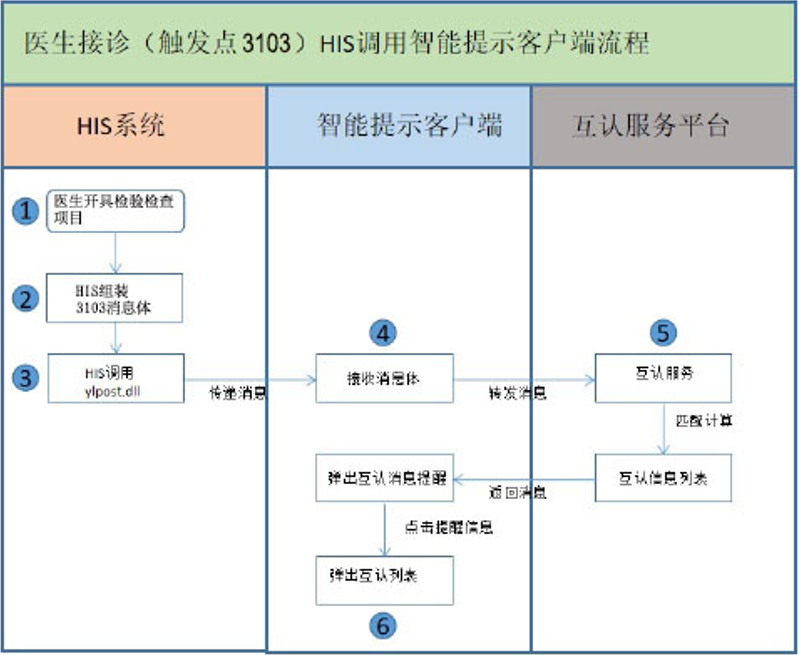 医生接诊（触发点3103）HIS调用智能提示客户端流程
HIS系统
智能提示客户端
互认服务平台
1
医生开具检验检查
项目
2
HIS组装
3103消息体
3
HIS调用
ylpost.dll
传递消息
4
接收消息体
转发消息
5
互认服务
匹配计算
互认信息列表
返回消息
弹出互认消息提醒
点击提醒信息
弹出互认列表
6